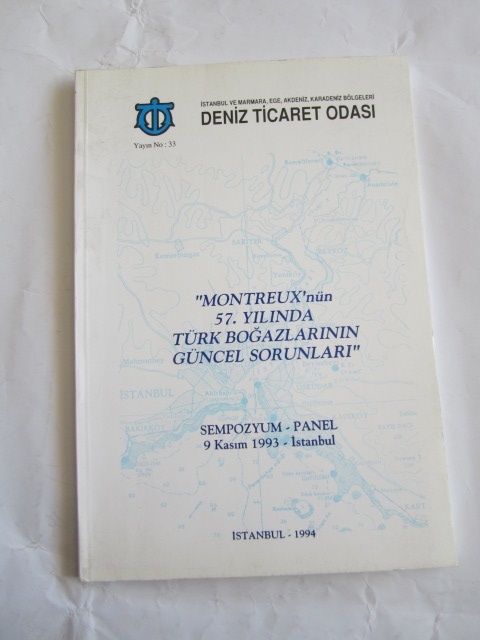 İSTANBUL VE MARMARA, EGE, AKDENİZ, KARADENİZ BÖLGELERİ
DENİZ TİCARET ODASI
Yayın No : 33
"MONTREUX'nün
57. YILINDA
TÜRK BOĞAZLARININ
GÜNCEL SORUNLARI"
İSTANBUL
SEMPOZYUM - PANEL
9 Kasım 1993 - İstanbul
İSTANBUL - 1994